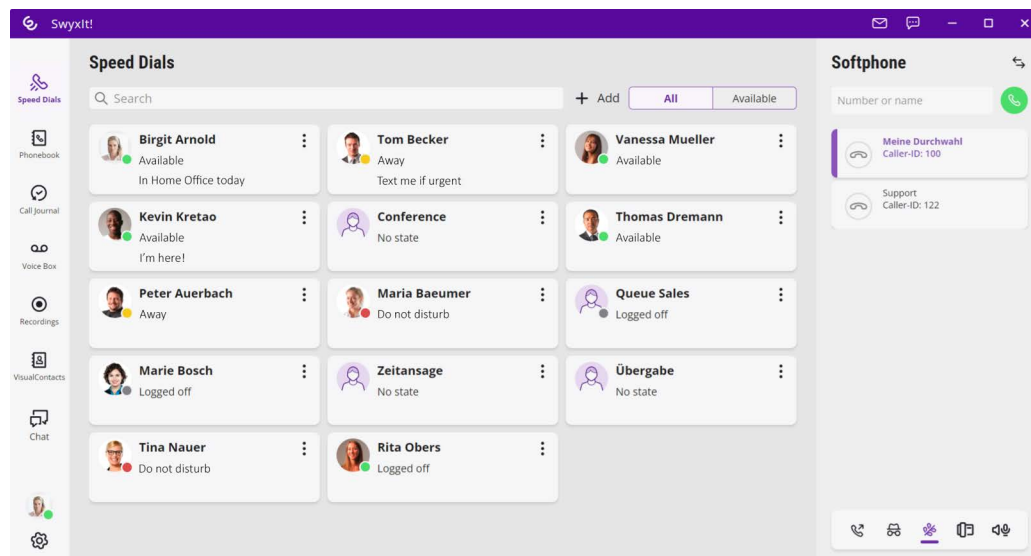 SwyxIt!
Speed Dials
Phonebook
Call Journal
Voice Box
Recordings
VisualContacts
Chat
Speed Dials
Search
Add
All
Available
Birgit Arnold
Available
In Home Office today
Tom Becker
Away
Text me if urgent
Vanessa Mueller
Available
Kevin Kretao
Available
I'm here!
Conference
No state
Thomas Dremann
Available
Peter Auerbach
Away
Maria Baeumer
Do not disturb
Queue Sales
Logged off
Marie Bosch
Logged off
Zeitansage
No state
Übergabe
No state
Tina Nauer
Do not disturb
Rita Obers
Logged off
Softphone
Number or name
Meine Durchwahl
Caller-ID: 100
Support
Caller-ID: 122